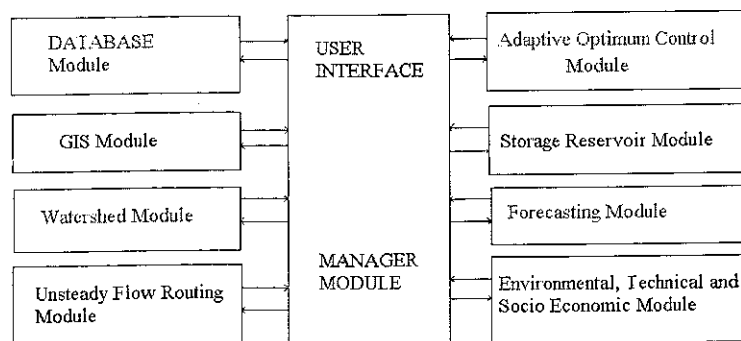 DATABASE
Module
GIS Module
Watershed Module
Unsteady Flow Routing
Module
USER
INTERFACE
MANAGER
MODULE
Adaptive Optimum Control
Module
Storage Reservoir Module
Forecasting Module
Environmental, Technical and
Socio Economic Module